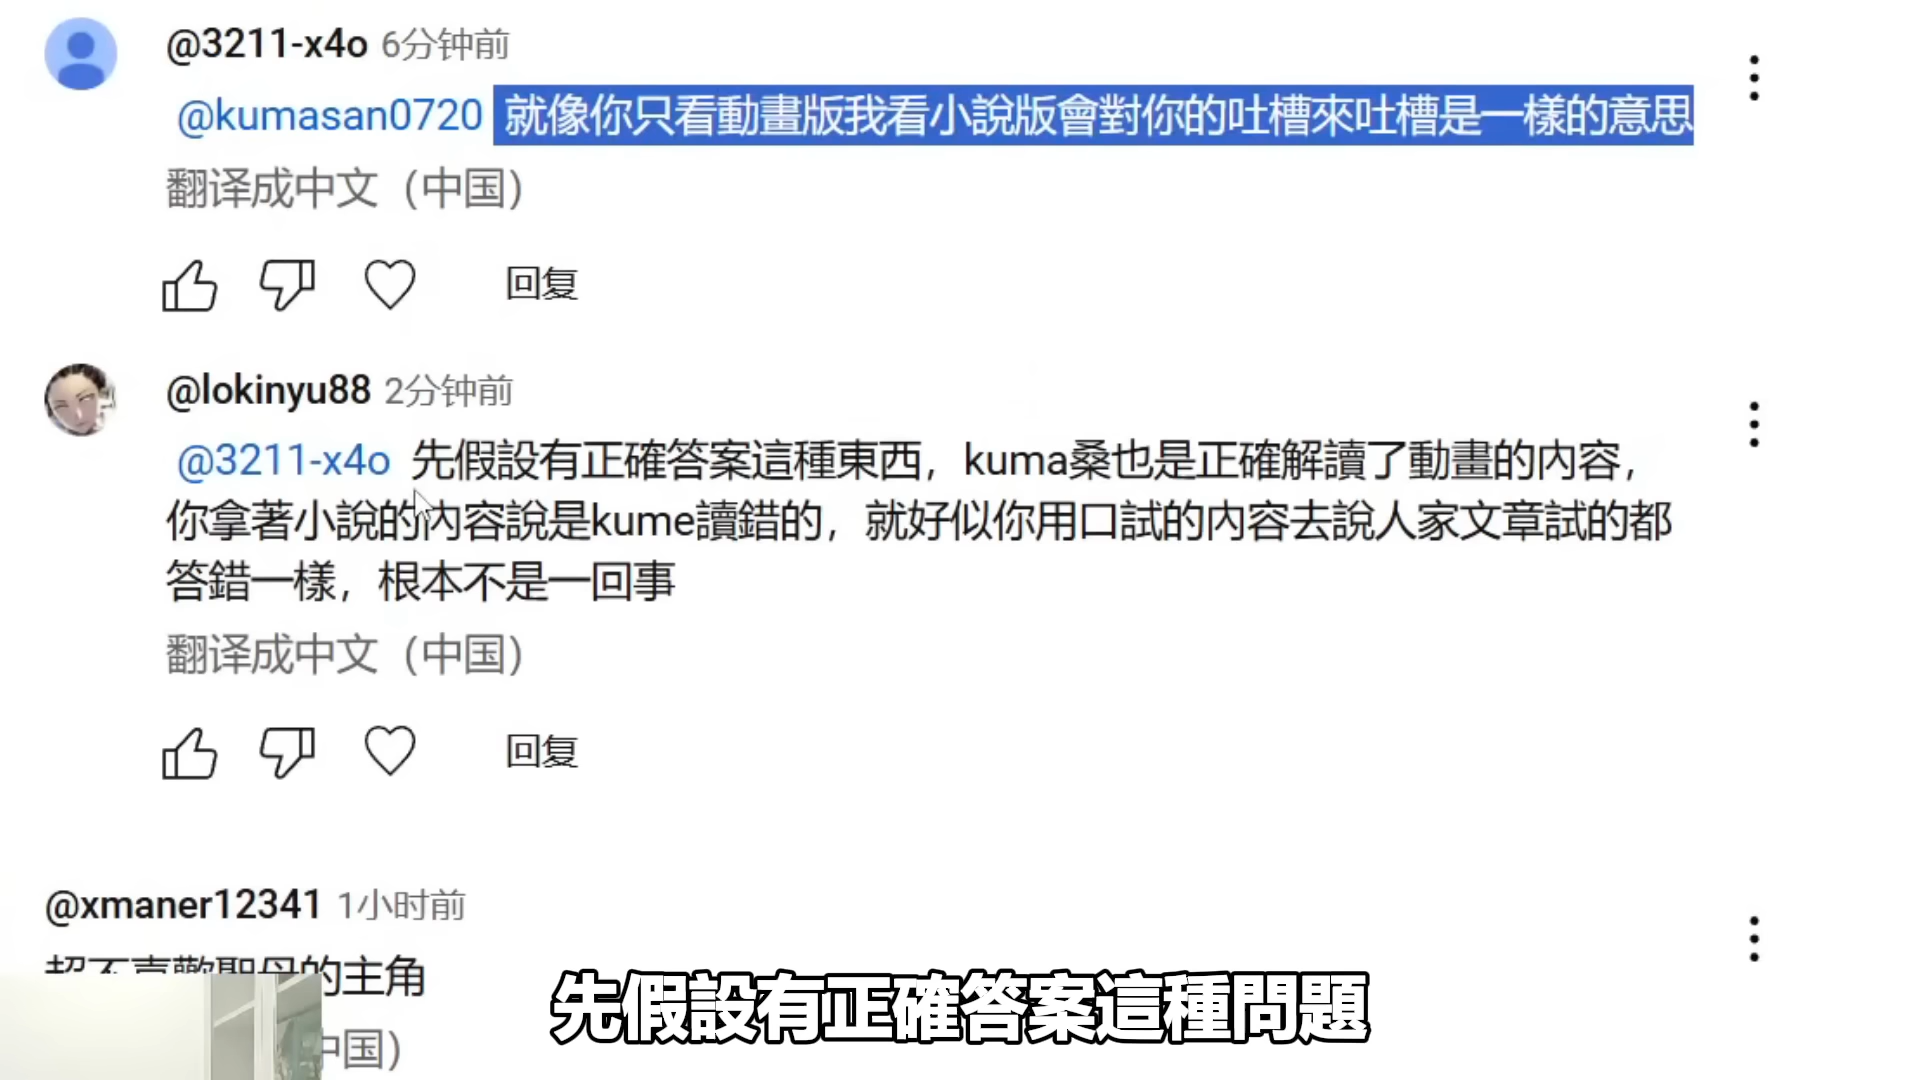 @3211-x4o 6分钟前
@kumasan0720 就像你只看動畫版我看小說版會對你的吐槽來吐槽是一樣的意思
翻译成中文（中国）
回复
@lokinyu88 2分钟前
@3211-x4o 先假設有正確答案這種東西，kuma桑也是正確解讀了動畫的內容，
你拿著小說的內容說是kume讀錯的，就好似你用口試的內容去說人家文章試的都
答錯一樣，根本不是一回事
翻译成中文（中国）
回复
@xmaner12341 1小时前
超不喜歡聖母的主角
中国）
先假設有正確答案這種問題